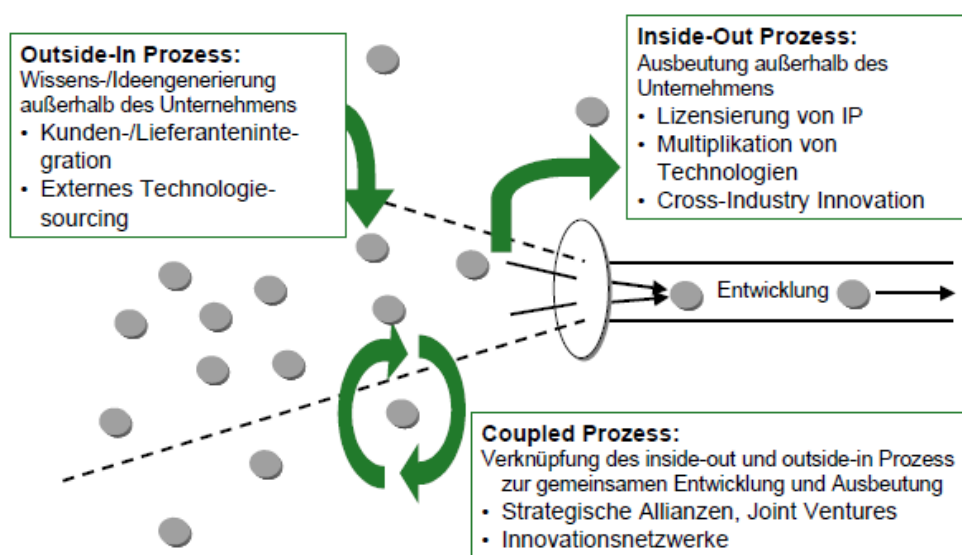 Outside-In Prozess:
Wissens-/Ideengenerierung
außerhalb des Unternehmens
• Kunden-/Lieferanteninte-
gration
• Externes Technologie-
sourcing
Inside-Out Prozess:
Ausbeutung außerhalb des
Unternehmens
• Lizensierung von IP
• Multiplikation von
Technologien
• Cross-Industry Innovation
Entwicklung
Coupled Prozess:
Verknüpfung des inside-out und outside-in Prozess
zur gemeinsamen Entwicklung und Ausbeutung
• Strategische Allianzen, Joint Ventures
• Innovationsnetzwerke